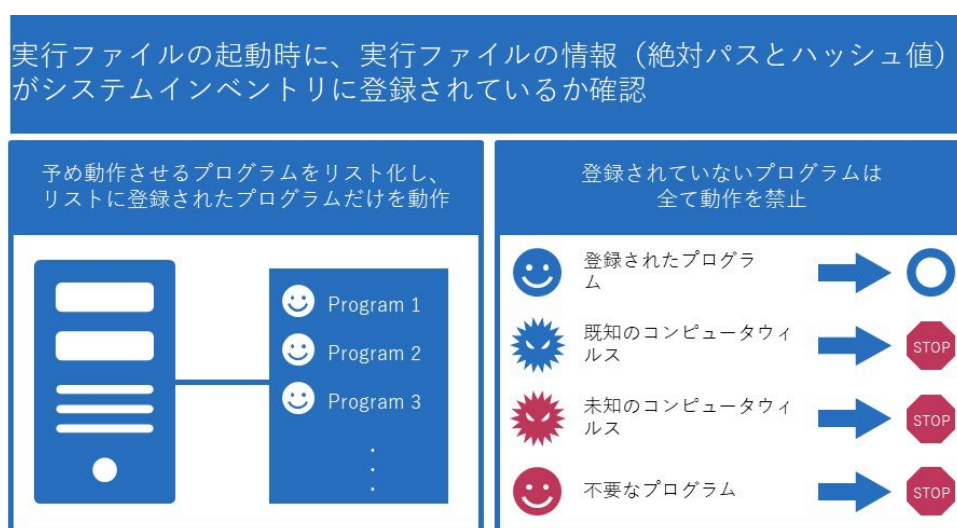 実行ファイルの起動時に、実行ファイルの情報（絶対パスとハッシュ値）
がシステムインベントリに登録されているか確認
予め動作させるプログラムをリスト化し、
リストに登録されたプログラムだけを動作
Program 1
Program 2
Program 3
.
.
.
登録されていないプログラムは
全て動作を禁止
登録されたプログラ
ム
既知のコンピュータウィ
ルス
STOP
未知のコンピュータウィ
ルス
STOP
不要なプログラム
STOP